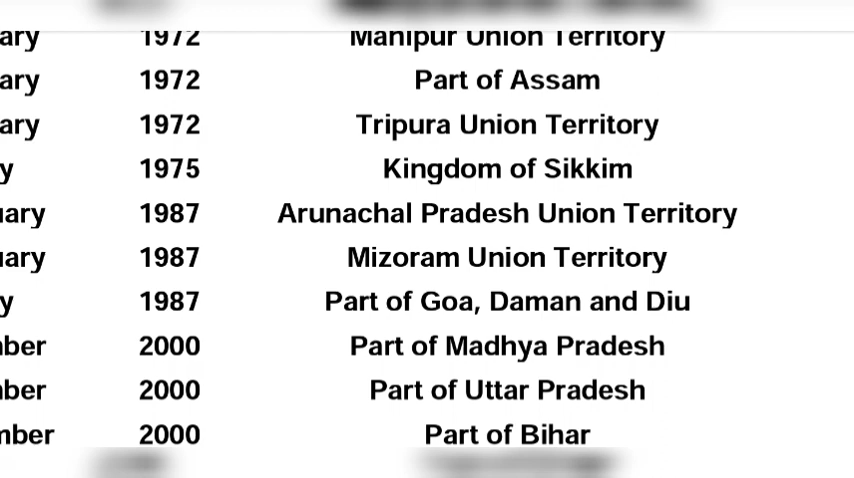 ary 1972 Manipur Union Territory
ary 1972 Part of Assam
ary 1972 Tripura Union Territory
y 1975 Kingdom of Sikkim
uary 1987 Arunachal Pradesh Union Territory
uary 1987 Mizoram Union Territory
y 1987 Part of Goa, Daman and Diu
mber 2000 Part of Madhya Pradesh
mber 2000 Part of Uttar Pradesh
mber 2000 Part of Bihar